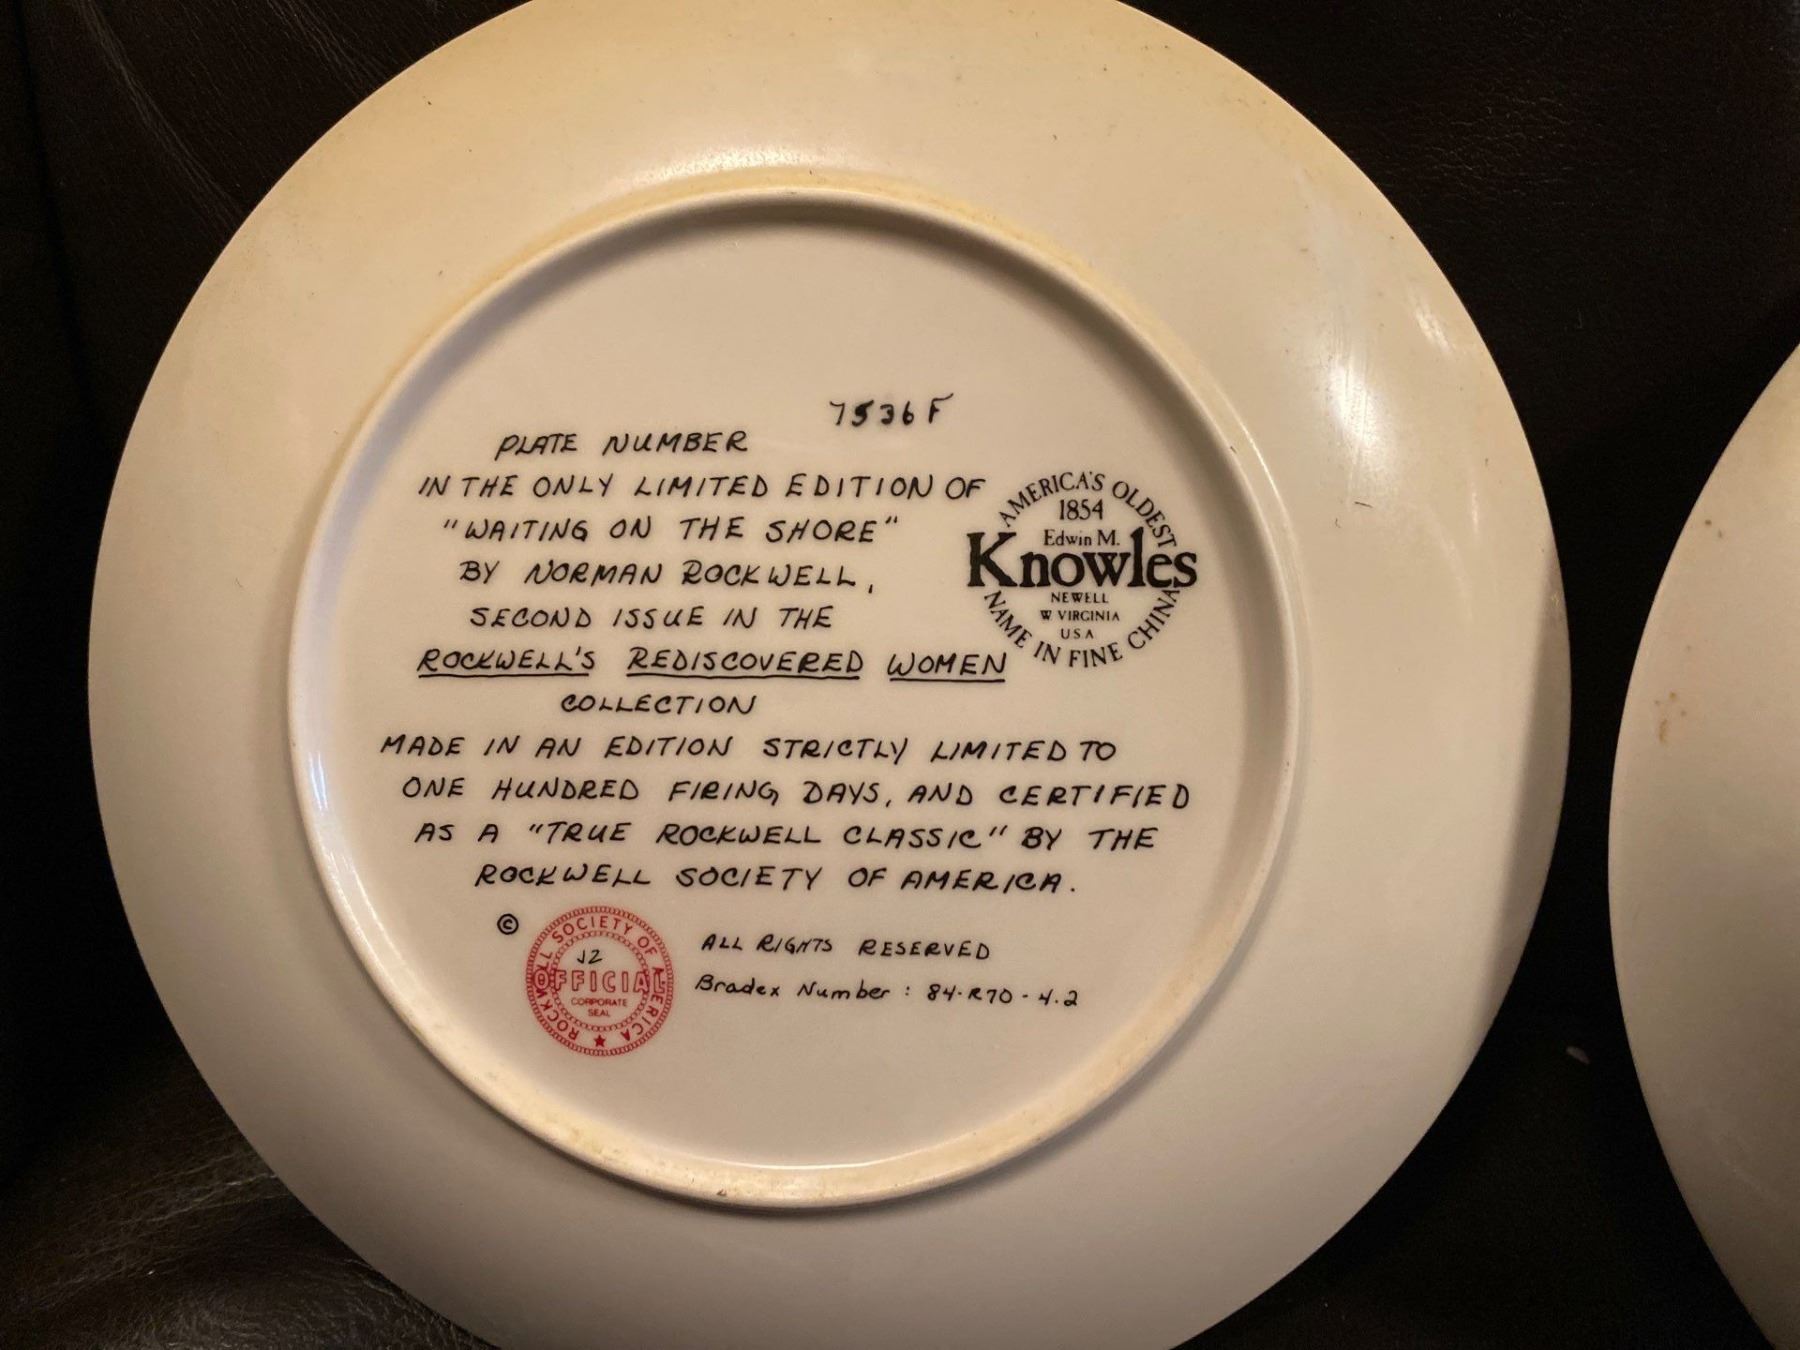 7536F
PLATE NUMBER
IN THE ONLY LIMITED EDITION OF
"WAITING ON THE SHORE"
BY NORMAN ROCKWELL,
SECOND ISSUE IN THE
ROCKWELL'S REDISCOVERED WOMEN
COLLECTION
MADE IN AN EDITION STRICTLY LIMITED TO
ONE HUNDRED FIRING DAYS, AND CERTIFIED
AS A "TRUE ROCKWELL CLASSIC" BY THE
ROCKWELL SOCIETY OF AMERICA.
AMERICA'S OLDEST
1854
Edwin M.
Knowles
NEWELL
W VIRGINIA
USA
NAME IN FINE CHINA
©
ROCKWELL SOCIETY OF AMERICA
J2
OFFICIAL
CORPORATE
SEAL
ALL RIGHTS RESERVED
Bradex Number: 84-R70-4.2